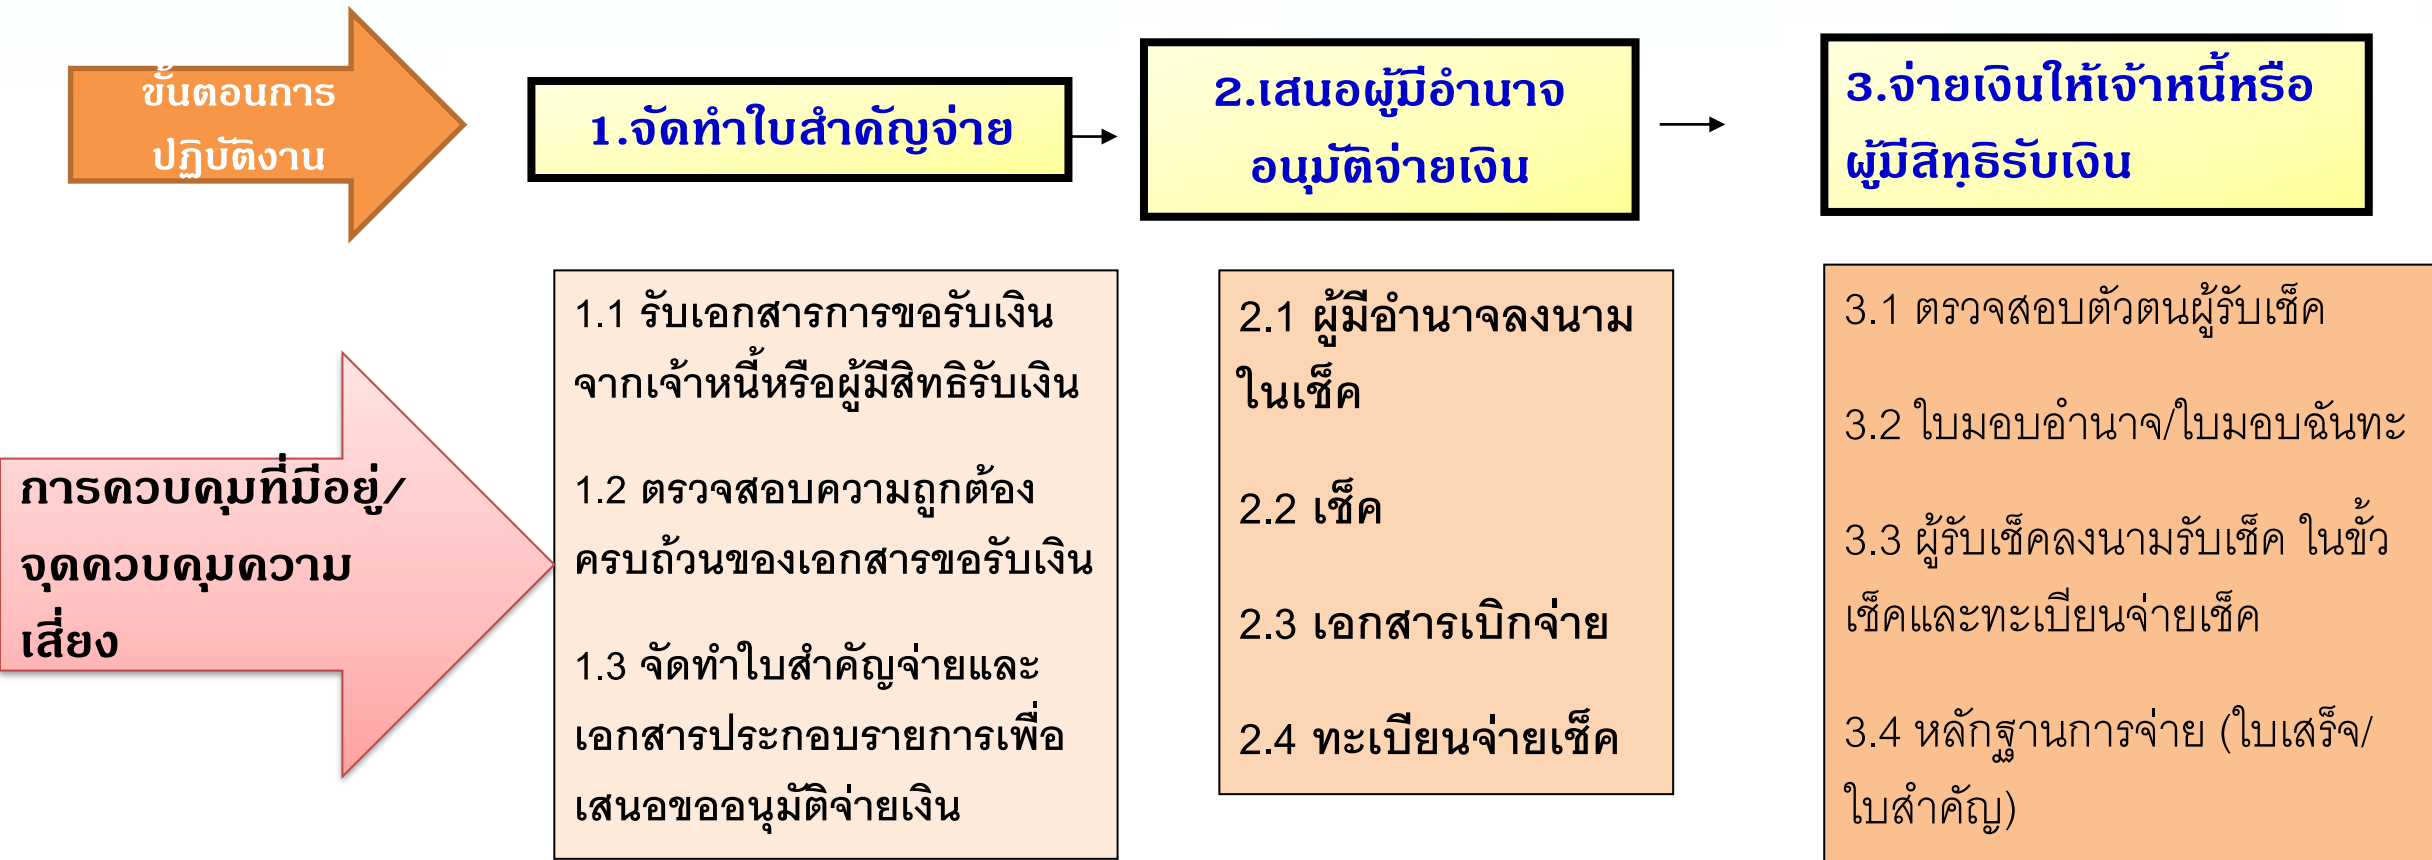 ขั้นตอนการ
ปฏิบัติงาน
1.จัดทำใบสำคัญจ่าย
2.เสนอผู้มีอำนาจ
อนุมัติจ่ายเงิน
3.จ่ายเงินให้เจ้าหนี้หรือ
ผู้มีสิทธิรับเงิน
การควบคุมที่มีอยู่/
จุดควบคุมความ
เสี่ยง
1.1 รับเอกสารการขอรับเงิน
จากเจ้าหนี้หรือผู้มีสิทธิรับเงิน
1.2 ตรวจสอบความถูกต้อง
ครบถ้วนของเอกสารขอรับเงิน
1.3 จัดทำใบสำคัญจ่ายและ
เอกสารประกอบรายการเพื่อ
เสนอขออนุมัติจ่ายเงิน
2.1 ผู้มีอำนาจลงนาม
ในเช็ค
2.2 เช็ค
2.3 เอกสารเบิกจ่าย
2.4 ทะเบียนจ่ายเช็ค
3.1 ตรวจสอบตัวตนผู้รับเช็ค
3.2 ใบมอบอำนาจ/ใบมอบฉันทะ
3.3 ผู้รับเช็คลงนามรับเช็ค ในขั้ว
เช็คและทะเบียนจ่ายเช็ค
3.4 หลักฐานการจ่าย (ใบเสร็จ/
ใบสำคัญ)